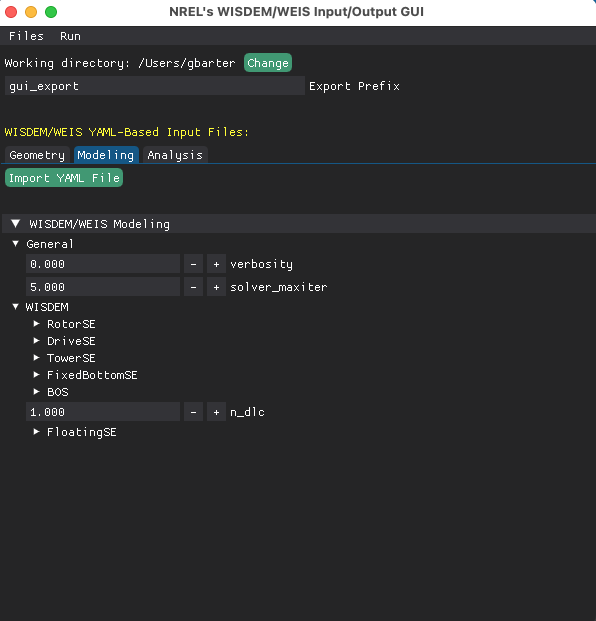 NREL's WISDEM/WEIS Input/Output GUI
Files Run
Working directory: /Users/gbarter Change
gui_export Export Prefix
WISDEM/WEIS YAML-Based Input Files:
Geometry Modeling Analysis
Import YAML File
WISDEM/WEIS Modeling
General
0.000 - + verbosity
5.000 - + solver_maxiter
WISDEM
RotorSE
DriveSE
TowerSE
FixedBottomSE
BOS
1.000 - + n_dlc
FloatingSE